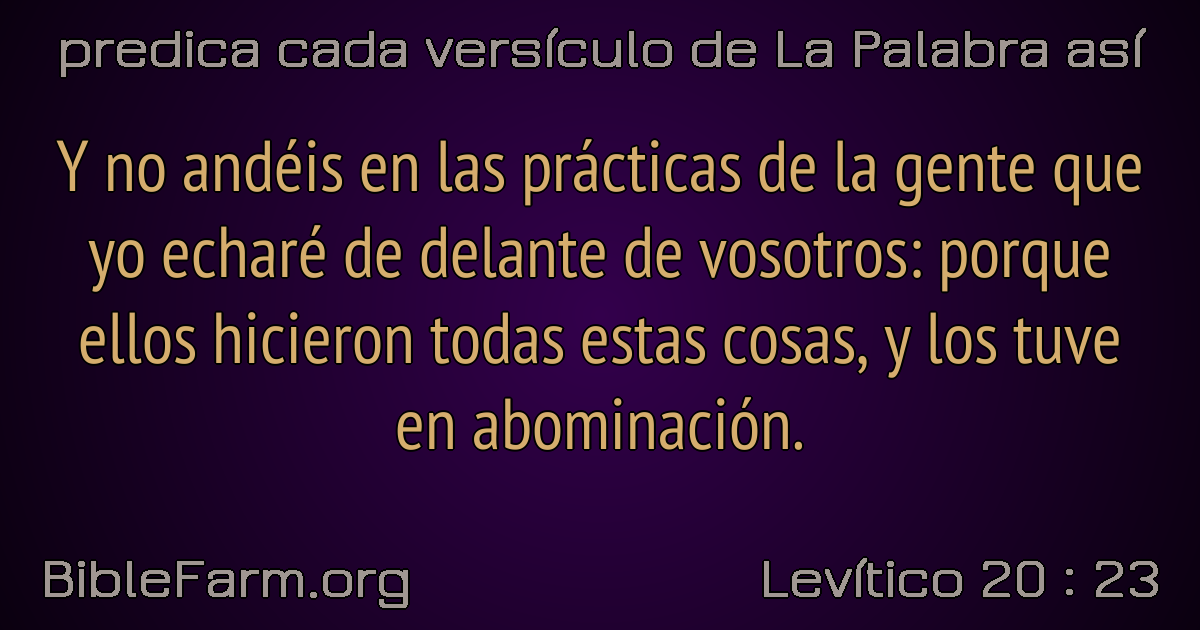 predica cada versículo de La Palabra así
Y no andéis en las prácticas de la gente que
yo echaré de delante de vosotros: porque
ellos hicieron todas estas cosas, y los tuve
en abominación.
BibleFarm.org
Levítico 20 : 23